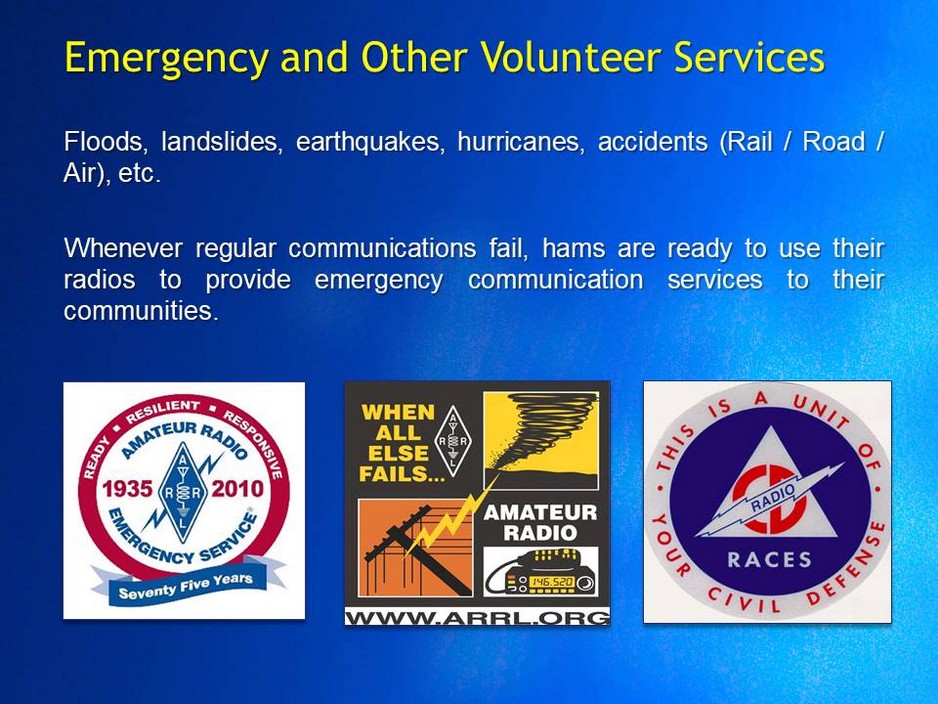 Emergency and Other Volunteer Services
Floods, landslides, earthquakes, hurricanes, accidents (Rail / Road /
Air), etc.
Whenever regular communications fail, hams are ready to use their
radios to provide emergency communication services to their
communities.
READY ▪ RESILIENT ▪ RESPONSIVE
AMATEUR RADIO
1935
A
R R
L
2010
EMERGENCY SERVICE®
Seventy Five Years
WHEN
ALL
ELSE
FAILS...
A
R R
L
AMATEUR
RADIO
146.520
WWW.ARRL.ORG
• THIS IS A UNIT OF •
RADIO
CD
RACES
YOUR CIVIL DEFENSE